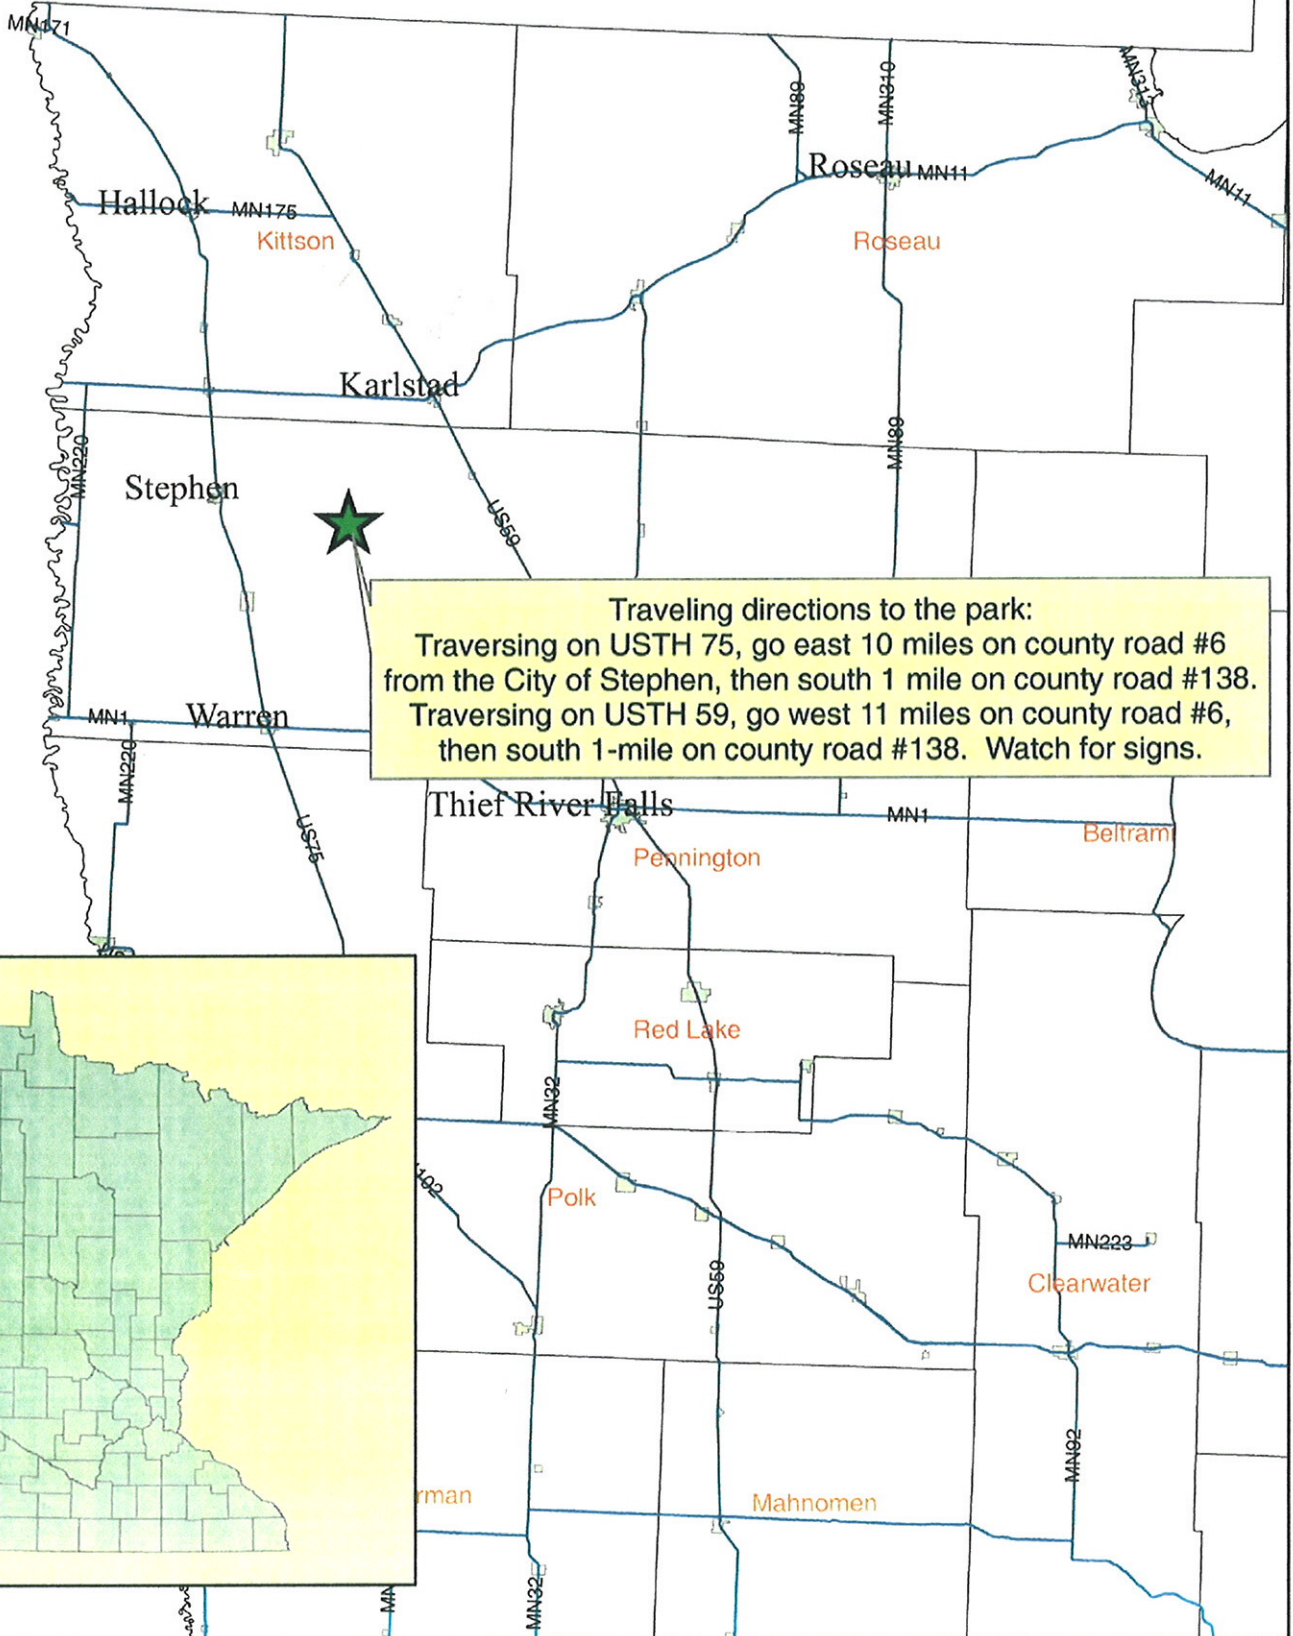 MN171
MN89
MN310
MN313
Roseau
MN11
MN11
Hallock
MN175
Kittson
Roseau
Karlstad
MN220
MN89
Stephen
US59
Traveling directions to the park:
Traversing on USTH 75, go east 10 miles on county road #6
from the City of Stephen, then south 1 mile on county road #138.
Traversing on USTH 59, go west 11 miles on county road #6,
then south 1-mile on county road #138. Watch for signs.
MN1
Warren
MN220
Thief River Falls
MN1
Beltrami
US75
Pennington
Red Lake
MN32
102
Polk
MN223
US59
Clearwater
MN92
rman
Mahnomen
MN
MN32